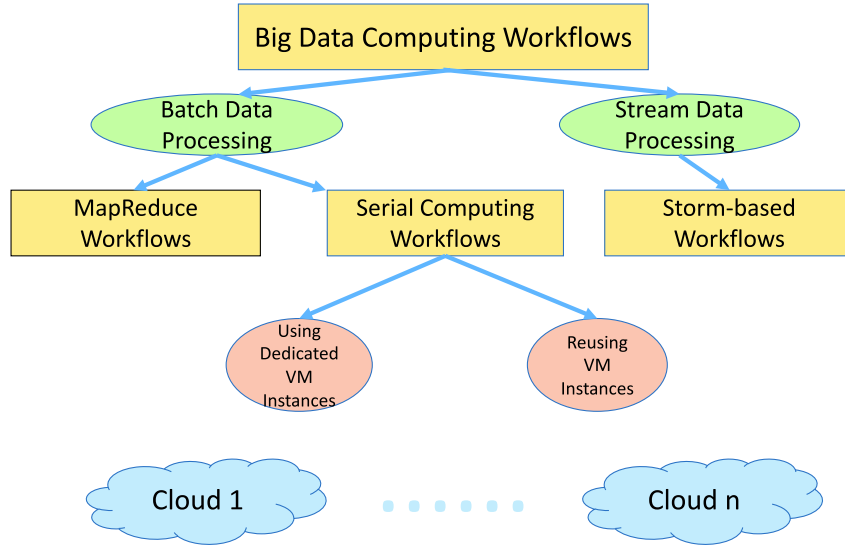 Big Data Computing Workflows
Batch Data
Processing
Stream Data
Processing
MapReduce
Workflows
Serial Computing
Workflows
Storm-based
Workflows
Using
Dedicated
VM
Instances
Reusing
VM
Instances
Cloud 1
Cloud n